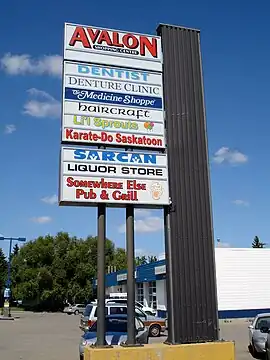 AVALON
SHOPPING CENTRE
DENTIST
DENTURE CLINIC
The Medicine Shoppe
haircraft
Li'l Sprouts
Karate-Do Saskatoon
SARCAN
LIQUOR STORE
SOMEWHERE ELSE
PUB & GRILL